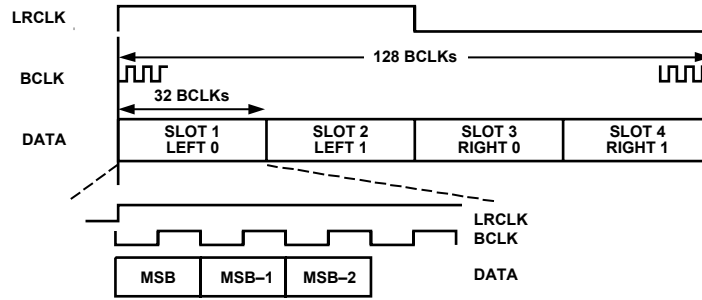 LRCLK
128 BCLKs
BCLK
32 BCLKs
DATA
SLOT 1
LEFT 0
SLOT 2
LEFT 1
SLOT 3
RIGHT 0
SLOT 4
RIGHT 1
LRCLK
BCLK
MSB
MSB–1
MSB–2
DATA